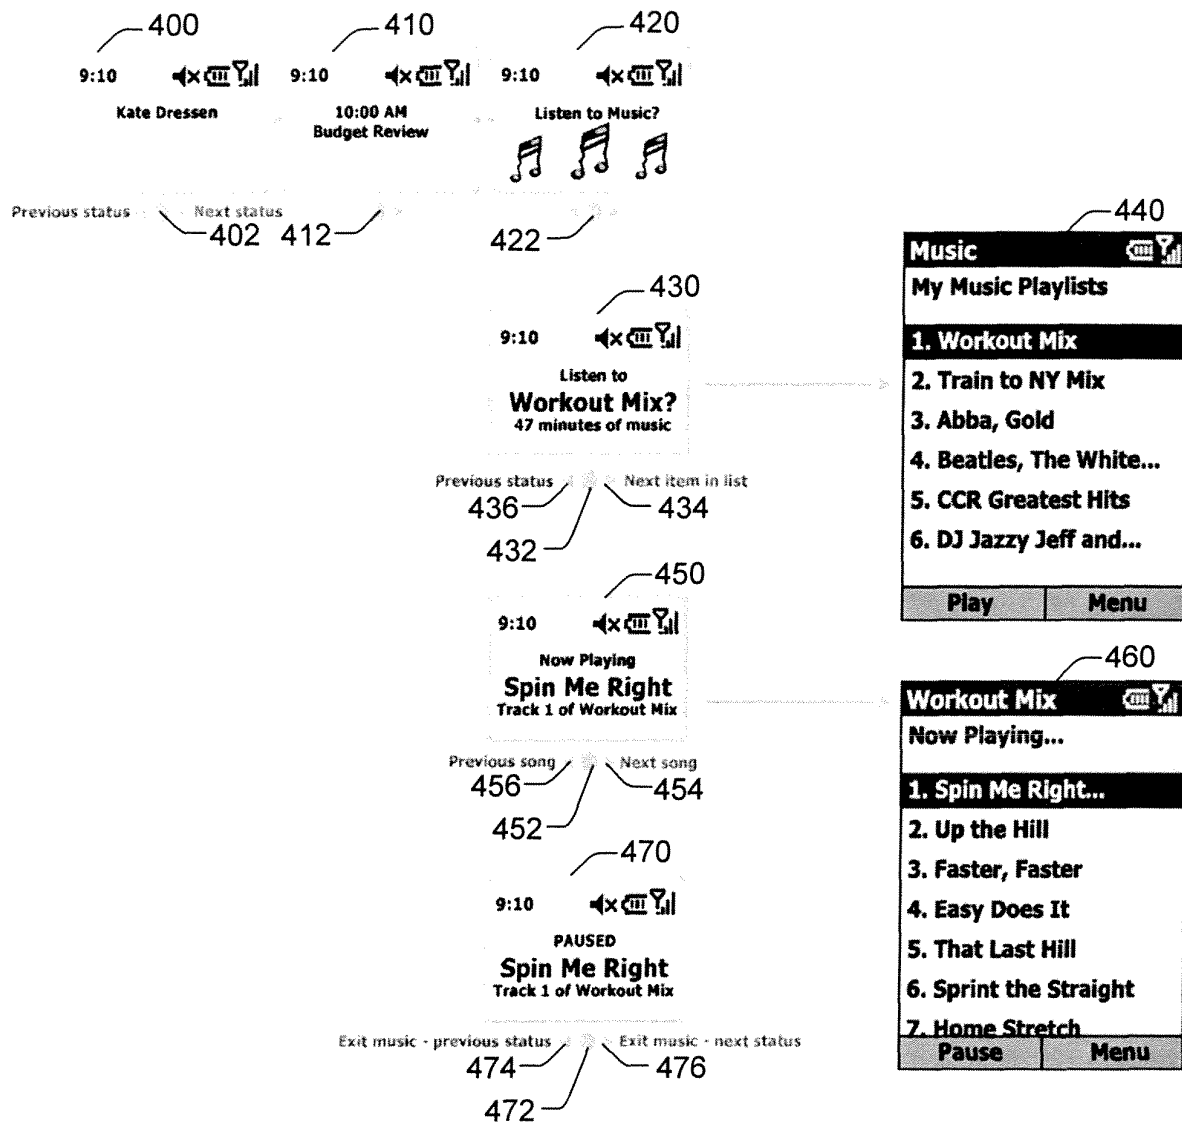 400 410 420
9:10 9:10 9:10
Kate Dressen 10:00 AM Listen to Music?
Budget Review
Previous status Next status
402 412 422
440
Music
My Music Playlists
1. Workout Mix
2. Train to NY Mix
3. Abba, Gold
4. Beatles, The White...
5. CCR Greatest Hits
6. DJ Jazzy Jeff and...
Play Menu
430
9:10
Listen to
Workout Mix?
47 minutes of music
Previous status Next item in list
436 434
432
450
9:10
Now Playing
Spin Me Right
Track 1 of Workout Mix
Previous song Next song
456 454
452
460
Workout Mix
Now Playing...
1. Spin Me Right...
2. Up the Hill
3. Faster, Faster
4. Easy Does It
5. That Last Hill
6. Sprint the Straight
7. Home Stretch
Pause Menu
470
9:10
PAUSED
Spin Me Right
Track 1 of Workout Mix
Exit music - previous status Exit music - next status
474 476
472